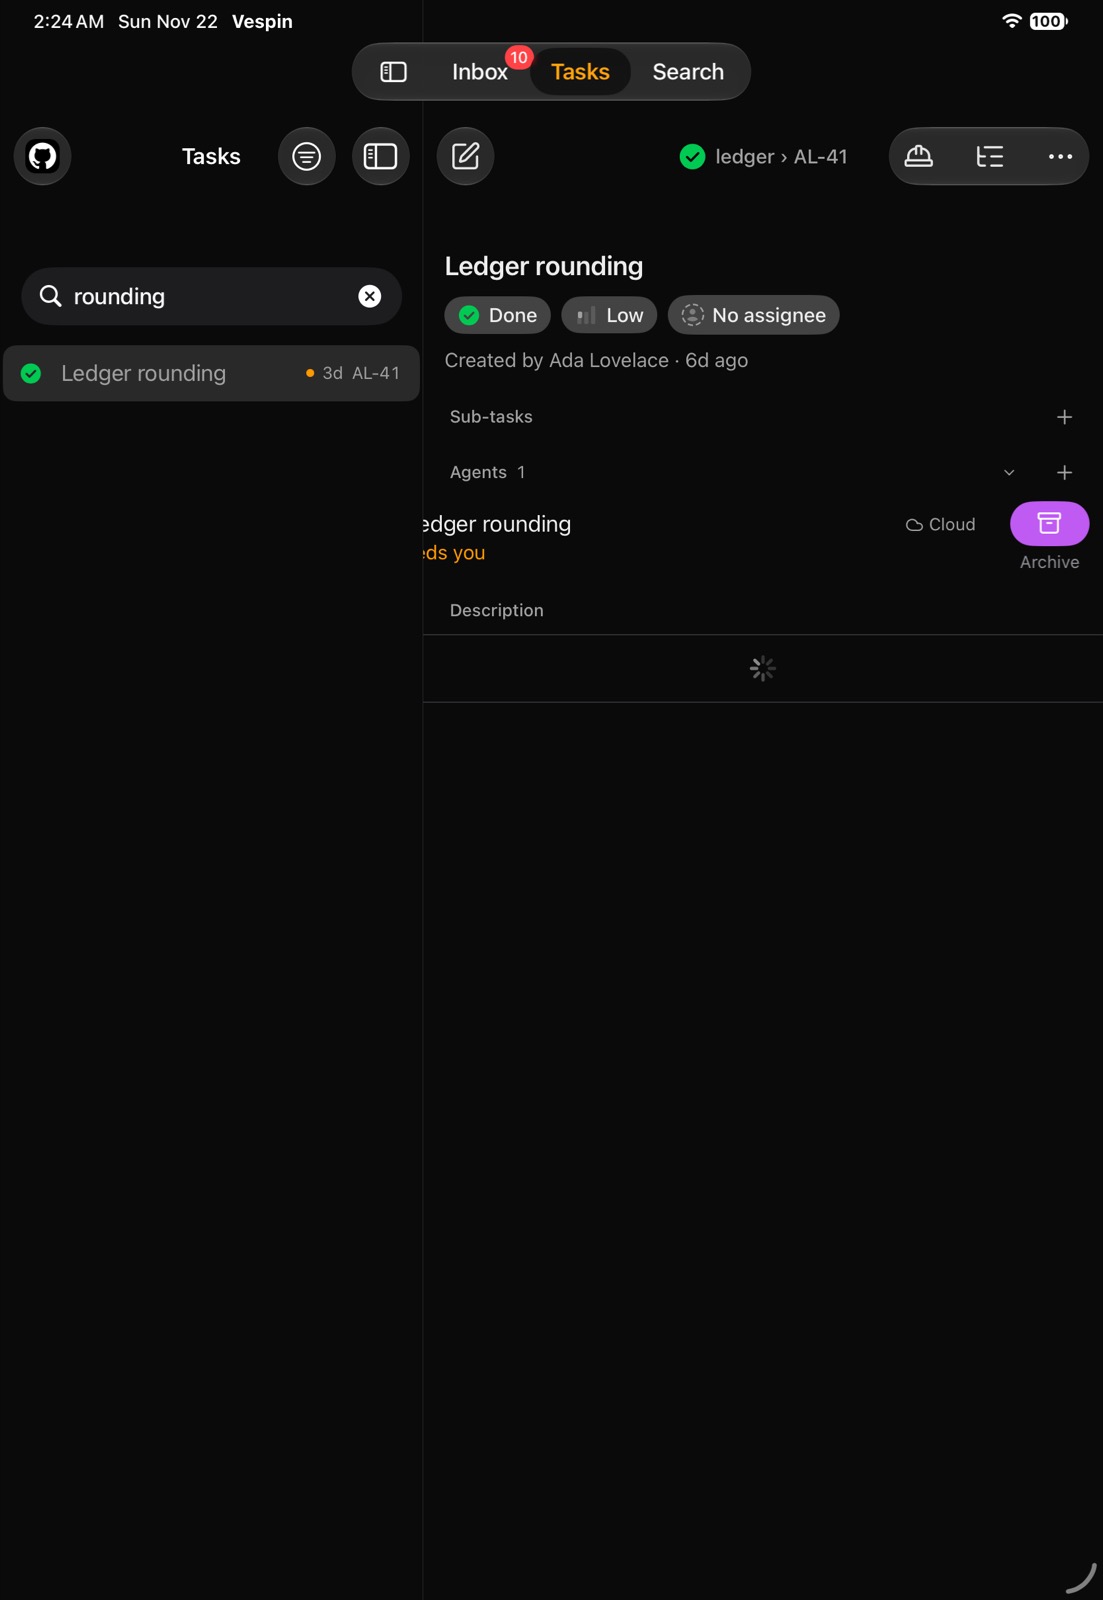 2:24 AM Sun Nov 22 Vespin
100
Inbox 10 Tasks Search
Tasks
ledger › AL-41
rounding
Ledger rounding 3d AL-41
Ledger rounding
Done Low No assignee
Created by Ada Lovelace · 6d ago
Sub-tasks
Agents 1
edger rounding Cloud
eds you
Archive
Description